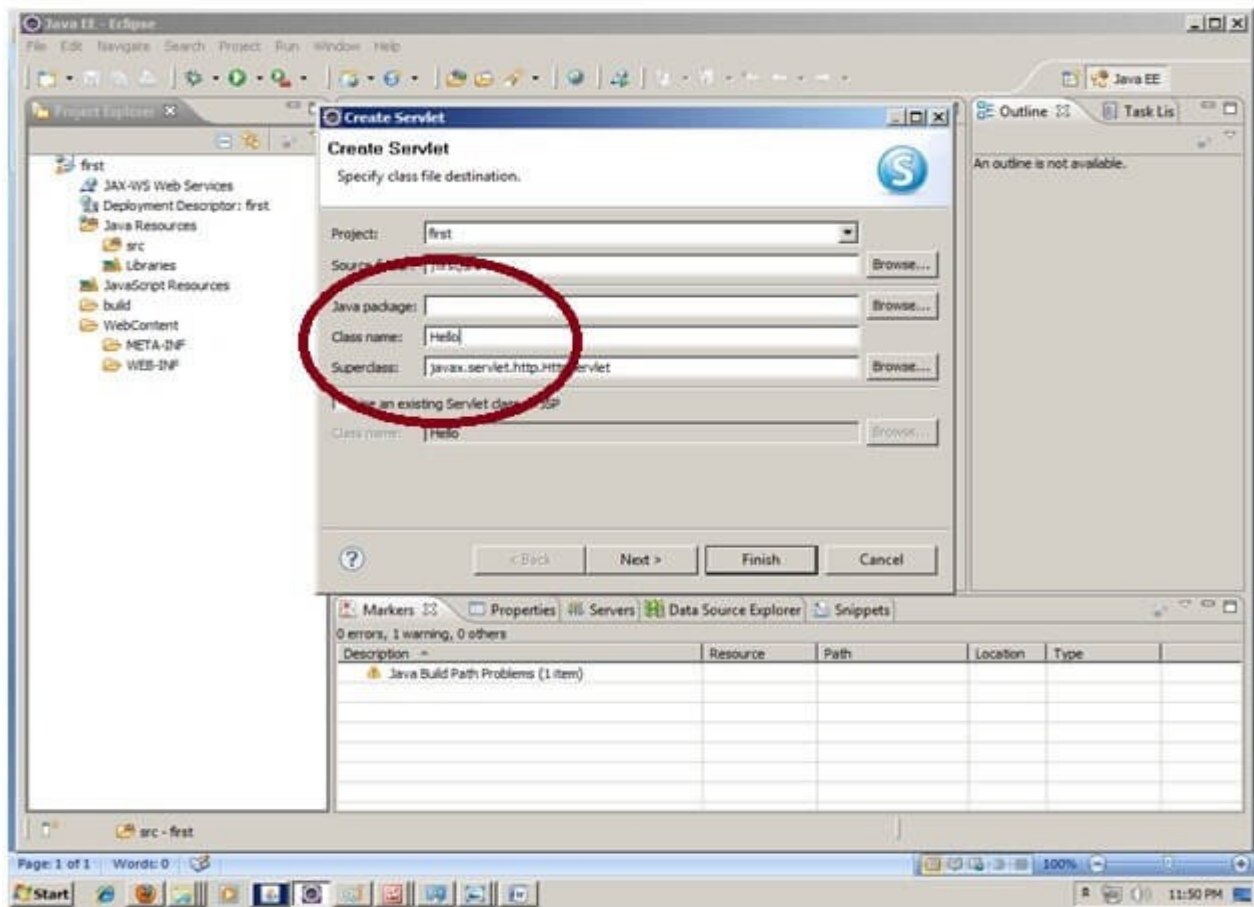 Java EE - Eclipse
File Edit Navigate Search Project Run Window Help
Java EE
Project Explorer
Outline
Task Lis
An outline is not available.
first
JAX-WS Web Services
Deployment Descriptor: first
Java Resources
src
Libraries
JavaScript Resources
build
WebContent
META-INF
WEB-INF
Create Servlet
Create Servlet
Specify class file destination.
S
Project: first
Source Browse...
Java package: Browse...
Class name: Hello
Superclass: javax.servlet.http.HttpServlet Browse...
an existing Servlet class JSP
Class name: Hello Browse...
< Back Next > Finish Cancel
Markers Properties Servers Data Source Explorer Snippets
0 errors, 1 warning, 0 others
Description Resource Path Location Type
Java Build Path Problems (1 item)
src - first
Page: 1 of 1 Words: 0 100%
Start 11:50 PM